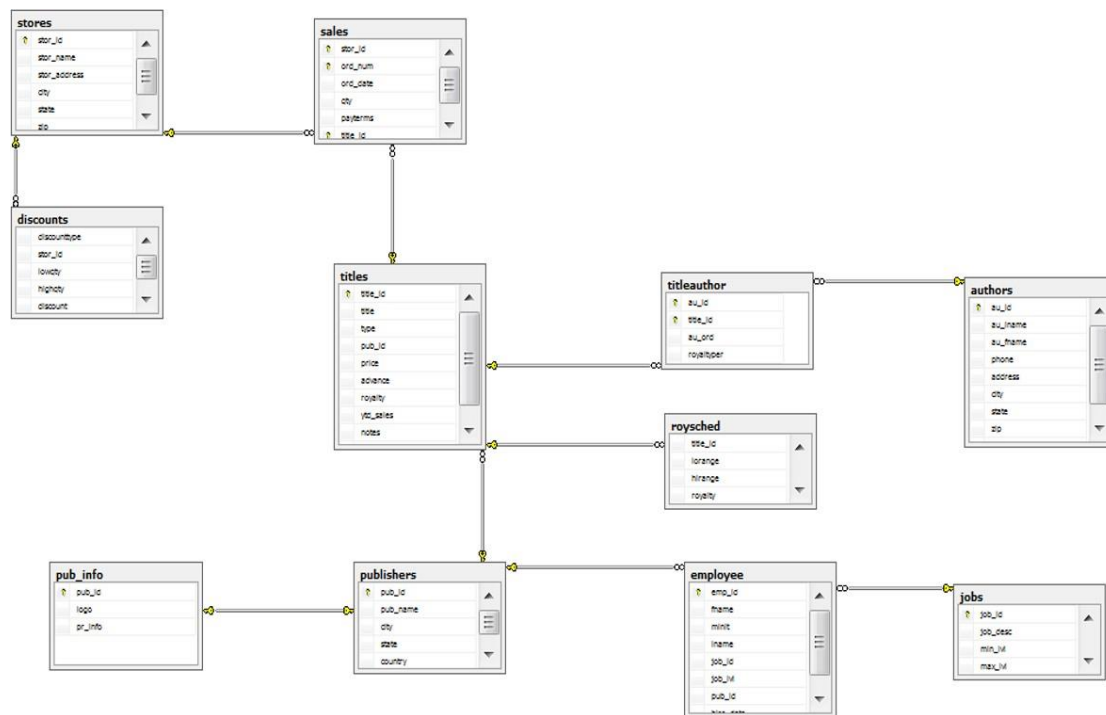 stores
stor_id
stor_name
stor_address
city
state
zip
sales
stor_id
ord_num
ord_date
qty
payterms
title_id
discounts
discounttype
stor_id
lowqty
highqty
discount
titles
title_id
title
type
pub_id
price
advance
royalty
ytd_sales
notes
titleauthor
au_id
title_id
au_ord
royaltyper
authors
au_id
au_lname
au_fname
phone
address
city
state
zip
roysched
title_id
lorange
hirange
royalty
pub_info
pub_id
logo
pr_info
publishers
pub_id
pub_name
city
state
country
employee
emp_id
fname
minit
lname
job_id
job_lvl
pub_id
hire_date
jobs
job_id
job_desc
min_lvl
max_lvl